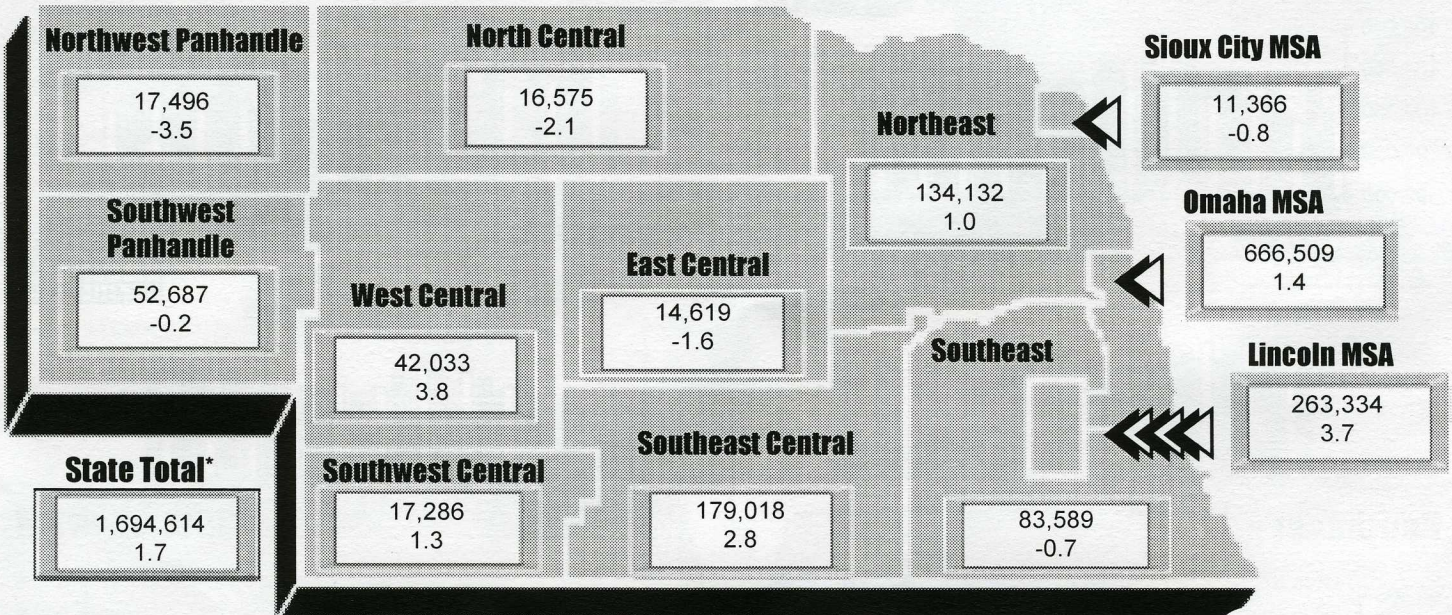 Northwest Panhandle
17,496
-3.5
North Central
16,575
-2.1
Sioux City MSA
11,366
-0.8
Northeast
134,132
1.0
Southwest
Panhandle
52,687
-0.2
West Central
42,033
3.8
East Central
14,619
-1.6
Omaha MSA
666,509
1.4
Southeast
83,589
-0.7
Lincoln MSA
263,334
3.7
State Total*
1,694,614
1.7
Southwest Central
17,286
1.3
Southeast Central
179,018
2.8